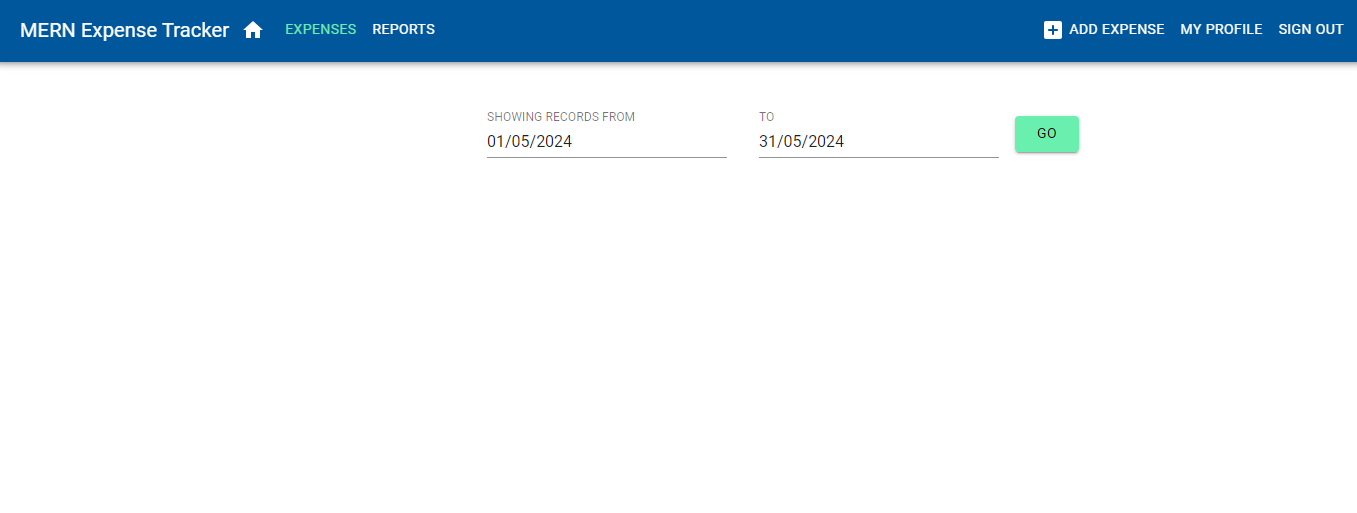 MERN Expense Tracker EXPENSES REPORTS ADD EXPENSE MY PROFILE SIGN OUT
SHOWING RECORDS FROM TO
01/05/2024 31/05/2024 GO